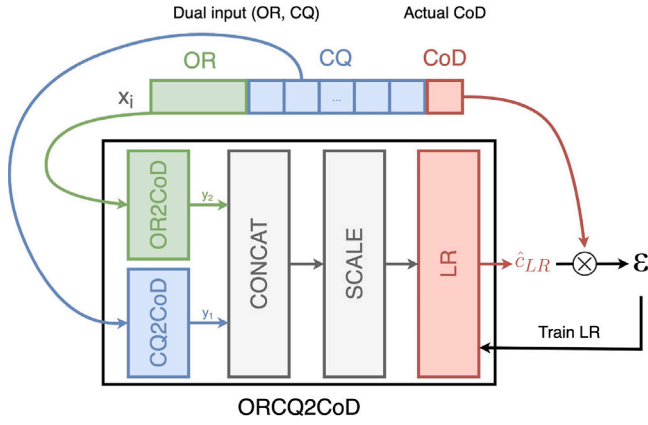 Dual input (OR, CQ)
Actual CoD
OR
CQ
CoD
xᵢ
...
OR2CoD
y₂
CQ2CoD
y₁
CONCAT
SCALE
LR
ĉ_LR
ε
Train LR
ORCQ2CoD